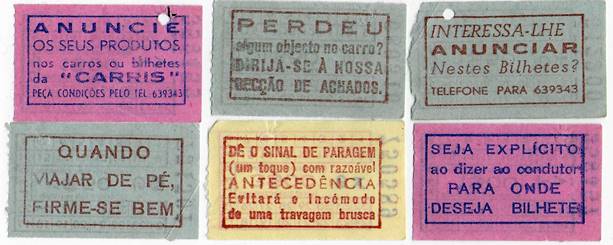 ANUNCIE
OS SEUS PRODUTOS
nos carros ou bilhetes
da "CARRIS"
PEÇA CONDIÇÕES PELO TEL. 639343
PERDEU
algum objecto no carro?
DIRIJA-SE À NOSSA
SECÇÃO DE ACHADOS.
INTERESSA-LHE
ANUNCIAR
Nestes Bilhetes?
TELEFONE PARA 639343
QUANDO
VIAJAR DE PÉ,
FIRME-SE BEM
DÊ O SINAL DE PARAGEM
(um toque) com razoável
ANTECEDÊNCIA
Evitará o incómodo
de uma travagem brusca
SEJA EXPLÍCITO
ao dizer ao condutor
PARA ONDE
DESEJA BILHETE